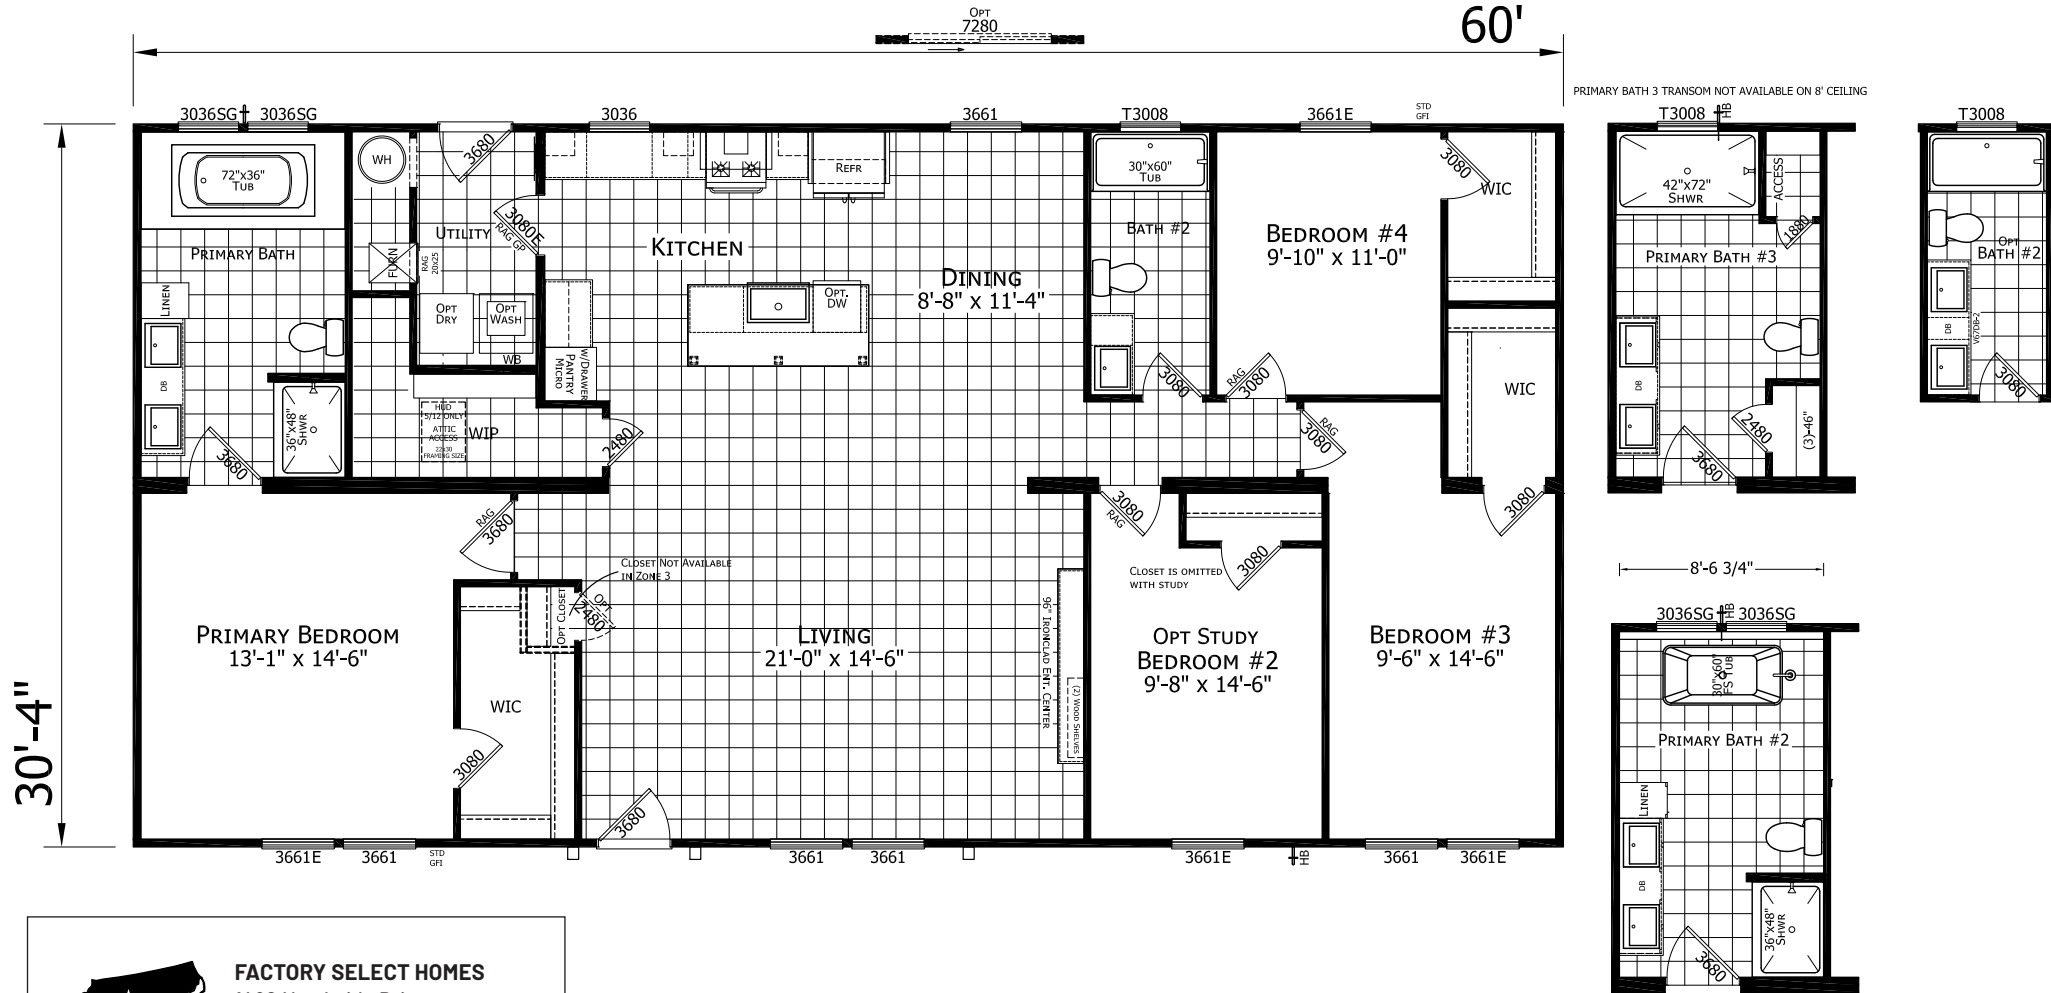 OPT
7280
60'
30'-4"
3036SG
3036SG
3036
3661
T3008
3661E
STD
GFI
72"x36"
TUB
PRIMARY BATH
LINEN
DB
36"x48"
SHWR
3680
WH
FURN
RAG
20x25
UTILITY
3680
3080E
RAG GP
OPT
DRY
OPT
WASH
WB
HUD
5/12 ONLY
ATTIC
ACCESS
22x30
FRAMING SIZE
WIP
2480
KITCHEN
REFR
OPT.
DW
W/DRAWER
PANTRY
MICRO
DINING
8'-8" x 11'-4"
30"x60"
TUB
BATH #2
3080
BEDROOM #4
9'-10" x 11'-0"
RAG
3080
3080
WIC
WIC
3080
RAG
3080
PRIMARY BEDROOM
13'-1" x 14'-6"
RAG
3680
WIC
3080
OPT CLOSET
OPT
2480
CLOSET NOT AVAILABLE
IN ZONE 3
LIVING
21'-0" x 14'-6"
3680
96" IRONCLAD ENT. CENTER
(2) WOOD SHELVES
3080
RAG
3080
CLOSET IS OMITTED
WITH STUDY
OPT STUDY
BEDROOM #2
9'-8" x 14'-6"
BEDROOM #3
9'-6" x 14'-6"
3661E
3661
STD
GFI
3661
3661
3661E
HB
3661
3661E
PRIMARY BATH 3 TRANSOM NOT AVAILABLE ON 8' CEILING
T3008
HB
42"x72"
SHWR
ACCESS
1880
PRIMARY BATH #3
DB
2480
(3)-46"
3680
T3008
OPT
BATH #2
DB
V67DB-2
3080
8'-6 3/4"
3036SG
HB
3036SG
30"x60"
FS TUB
PRIMARY BATH #2
LINEN
DB
36"x48"
SHWR
3680
FACTORY SELECT HOMES